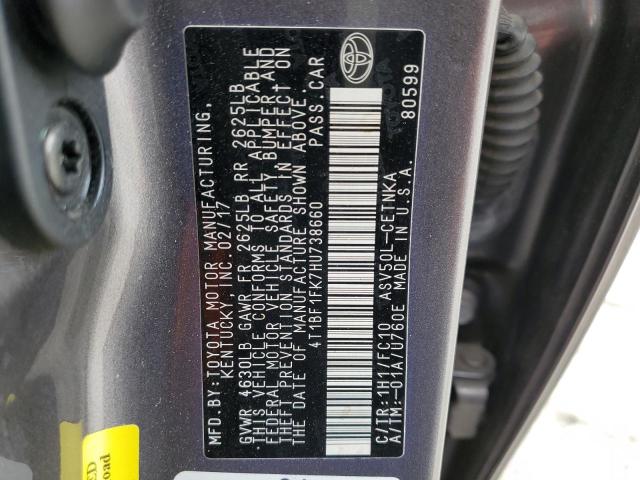 MFD.BY: TOYOTA MOTOR MANUFACTURING,
KENTUCKY, INC. 02/17
GVWR 4630LB GAWR FR 2625LB RR 2625LB
THIS VEHICLE CONFORMS TO ALL APPLICABLE
FEDERAL MOTOR VEHICLE SAFETY, BUMPER, AND
THEFT PREVENTION STANDARDS IN EFFECT ON
THE DATE OF MANUFACTURE SHOWN ABOVE.
4T1BF1FK7HU738660 PASS. CAR
C/TR: 1H1/FC10 ASV50L-CETNKA
A/TM: -01A/U760E MADE IN U.S.A.
80599